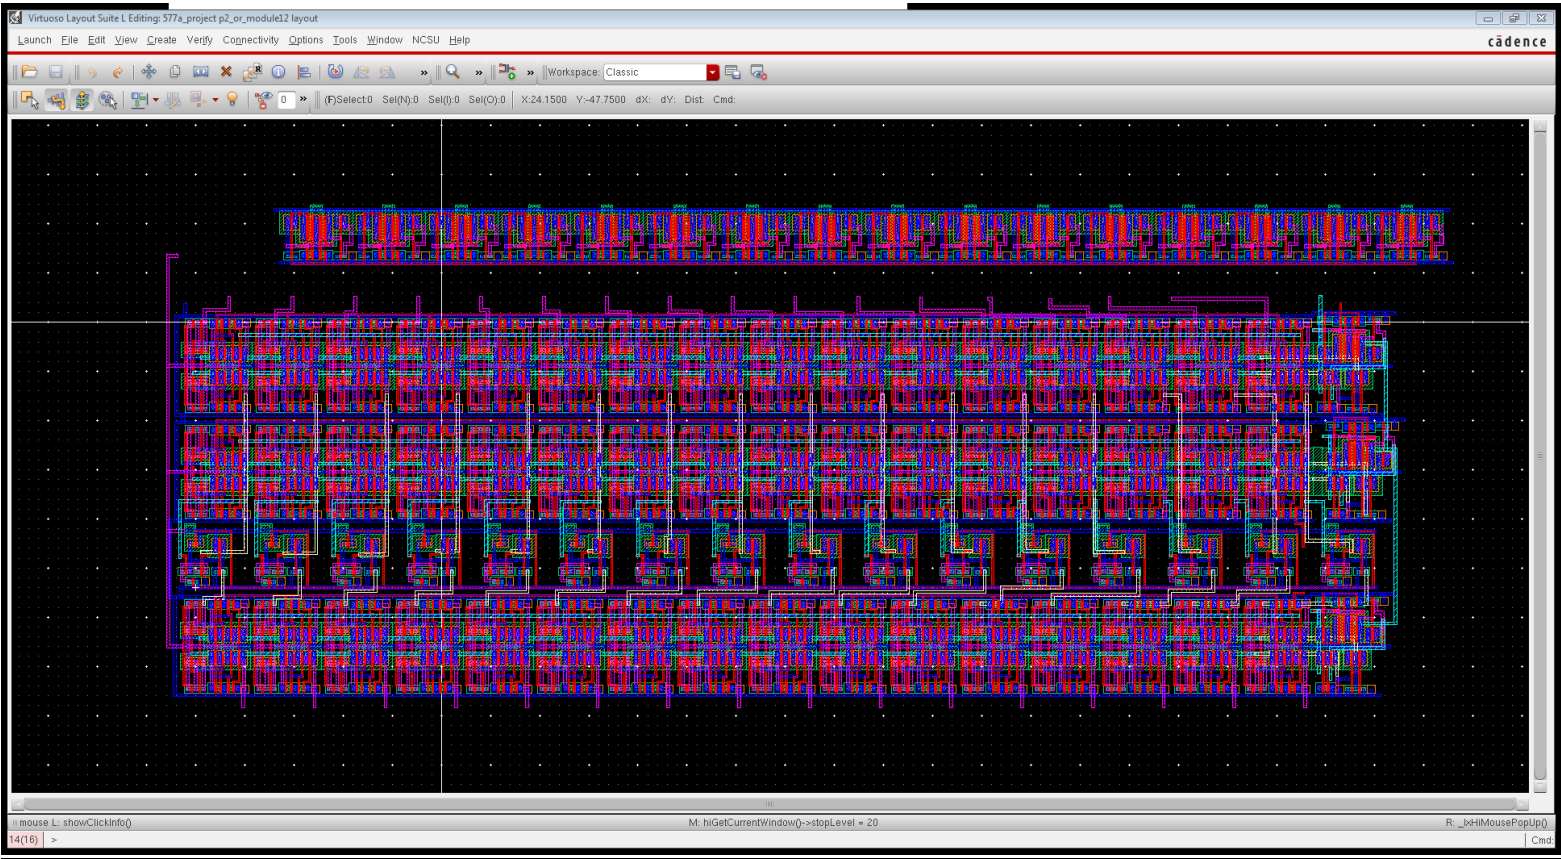 Virtuoso Layout Suite L Editing: 577a_project p2_or_module12 layout
Launch File Edit View Create Verify Connectivity Options Tools Window NCSU Help
cādence
» » » Workspace: Classic
0 » (F)Select:0 Sel(N):0 Sel(I):0 Sel(O):0 X:24.1500 Y:-47.7500 dX: dY: Dist: Cmd:
mouse L: showClickInfo() M: hiGetCurrentWindow()->stopLevel = 20 R: _lxHiMousePopUp()
14(16) > Cmd: